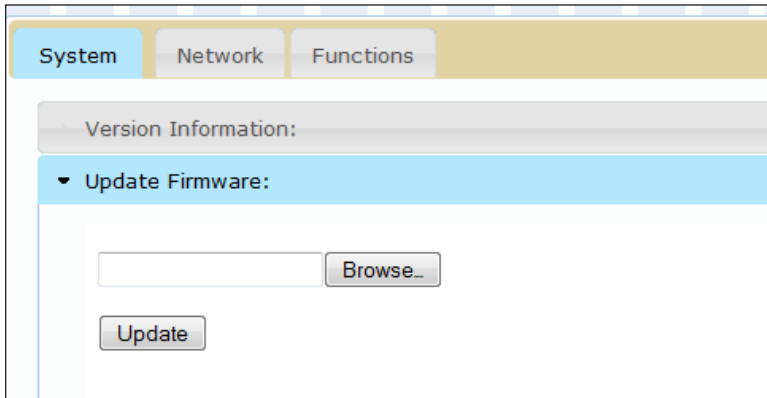 System Network Functions
Version Information:
Update Firmware:
Browse...
Update